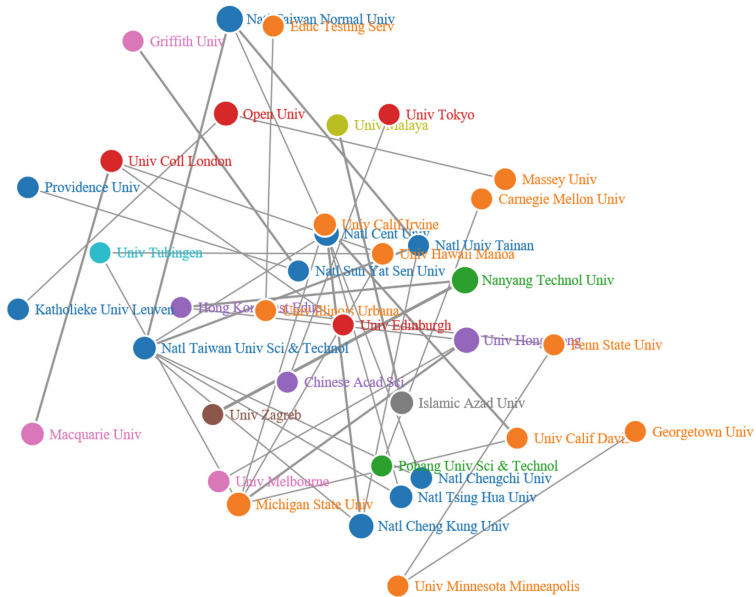 Natl Taiwan Normal Univ
Educ Testing Serv
Griffith Univ
Open Univ
Univ Tokyo
Univ Malaya
Univ Coll London
Massey Univ
Providence Univ
Carnegie Mellon Univ
Univ Calif Irvine
Natl Cent Univ
Natl Univ Tainan
Univ Tubingen
Univ Hawaii Manoa
Natl Sun Yat Sen Univ
Nanyang Technol Univ
Katholieke Univ Leuven
Hong Kong Inst Educ
Univ Illinois Urbana
Univ Edinburgh
Univ Hong Kong
Penn State Univ
Natl Taiwan Univ Sci & Technol
Chinese Acad Sci
Islamic Azad Univ
Univ Zagreb
Macquarie Univ
Univ Calif Davis
Georgetown Univ
Pohang Univ Sci & Technol
Natl Chengchi Univ
Univ Melbourne
Natl Tsing Hua Univ
Michigan State Univ
Natl Cheng Kung Univ
Univ Minnesota Minneapolis